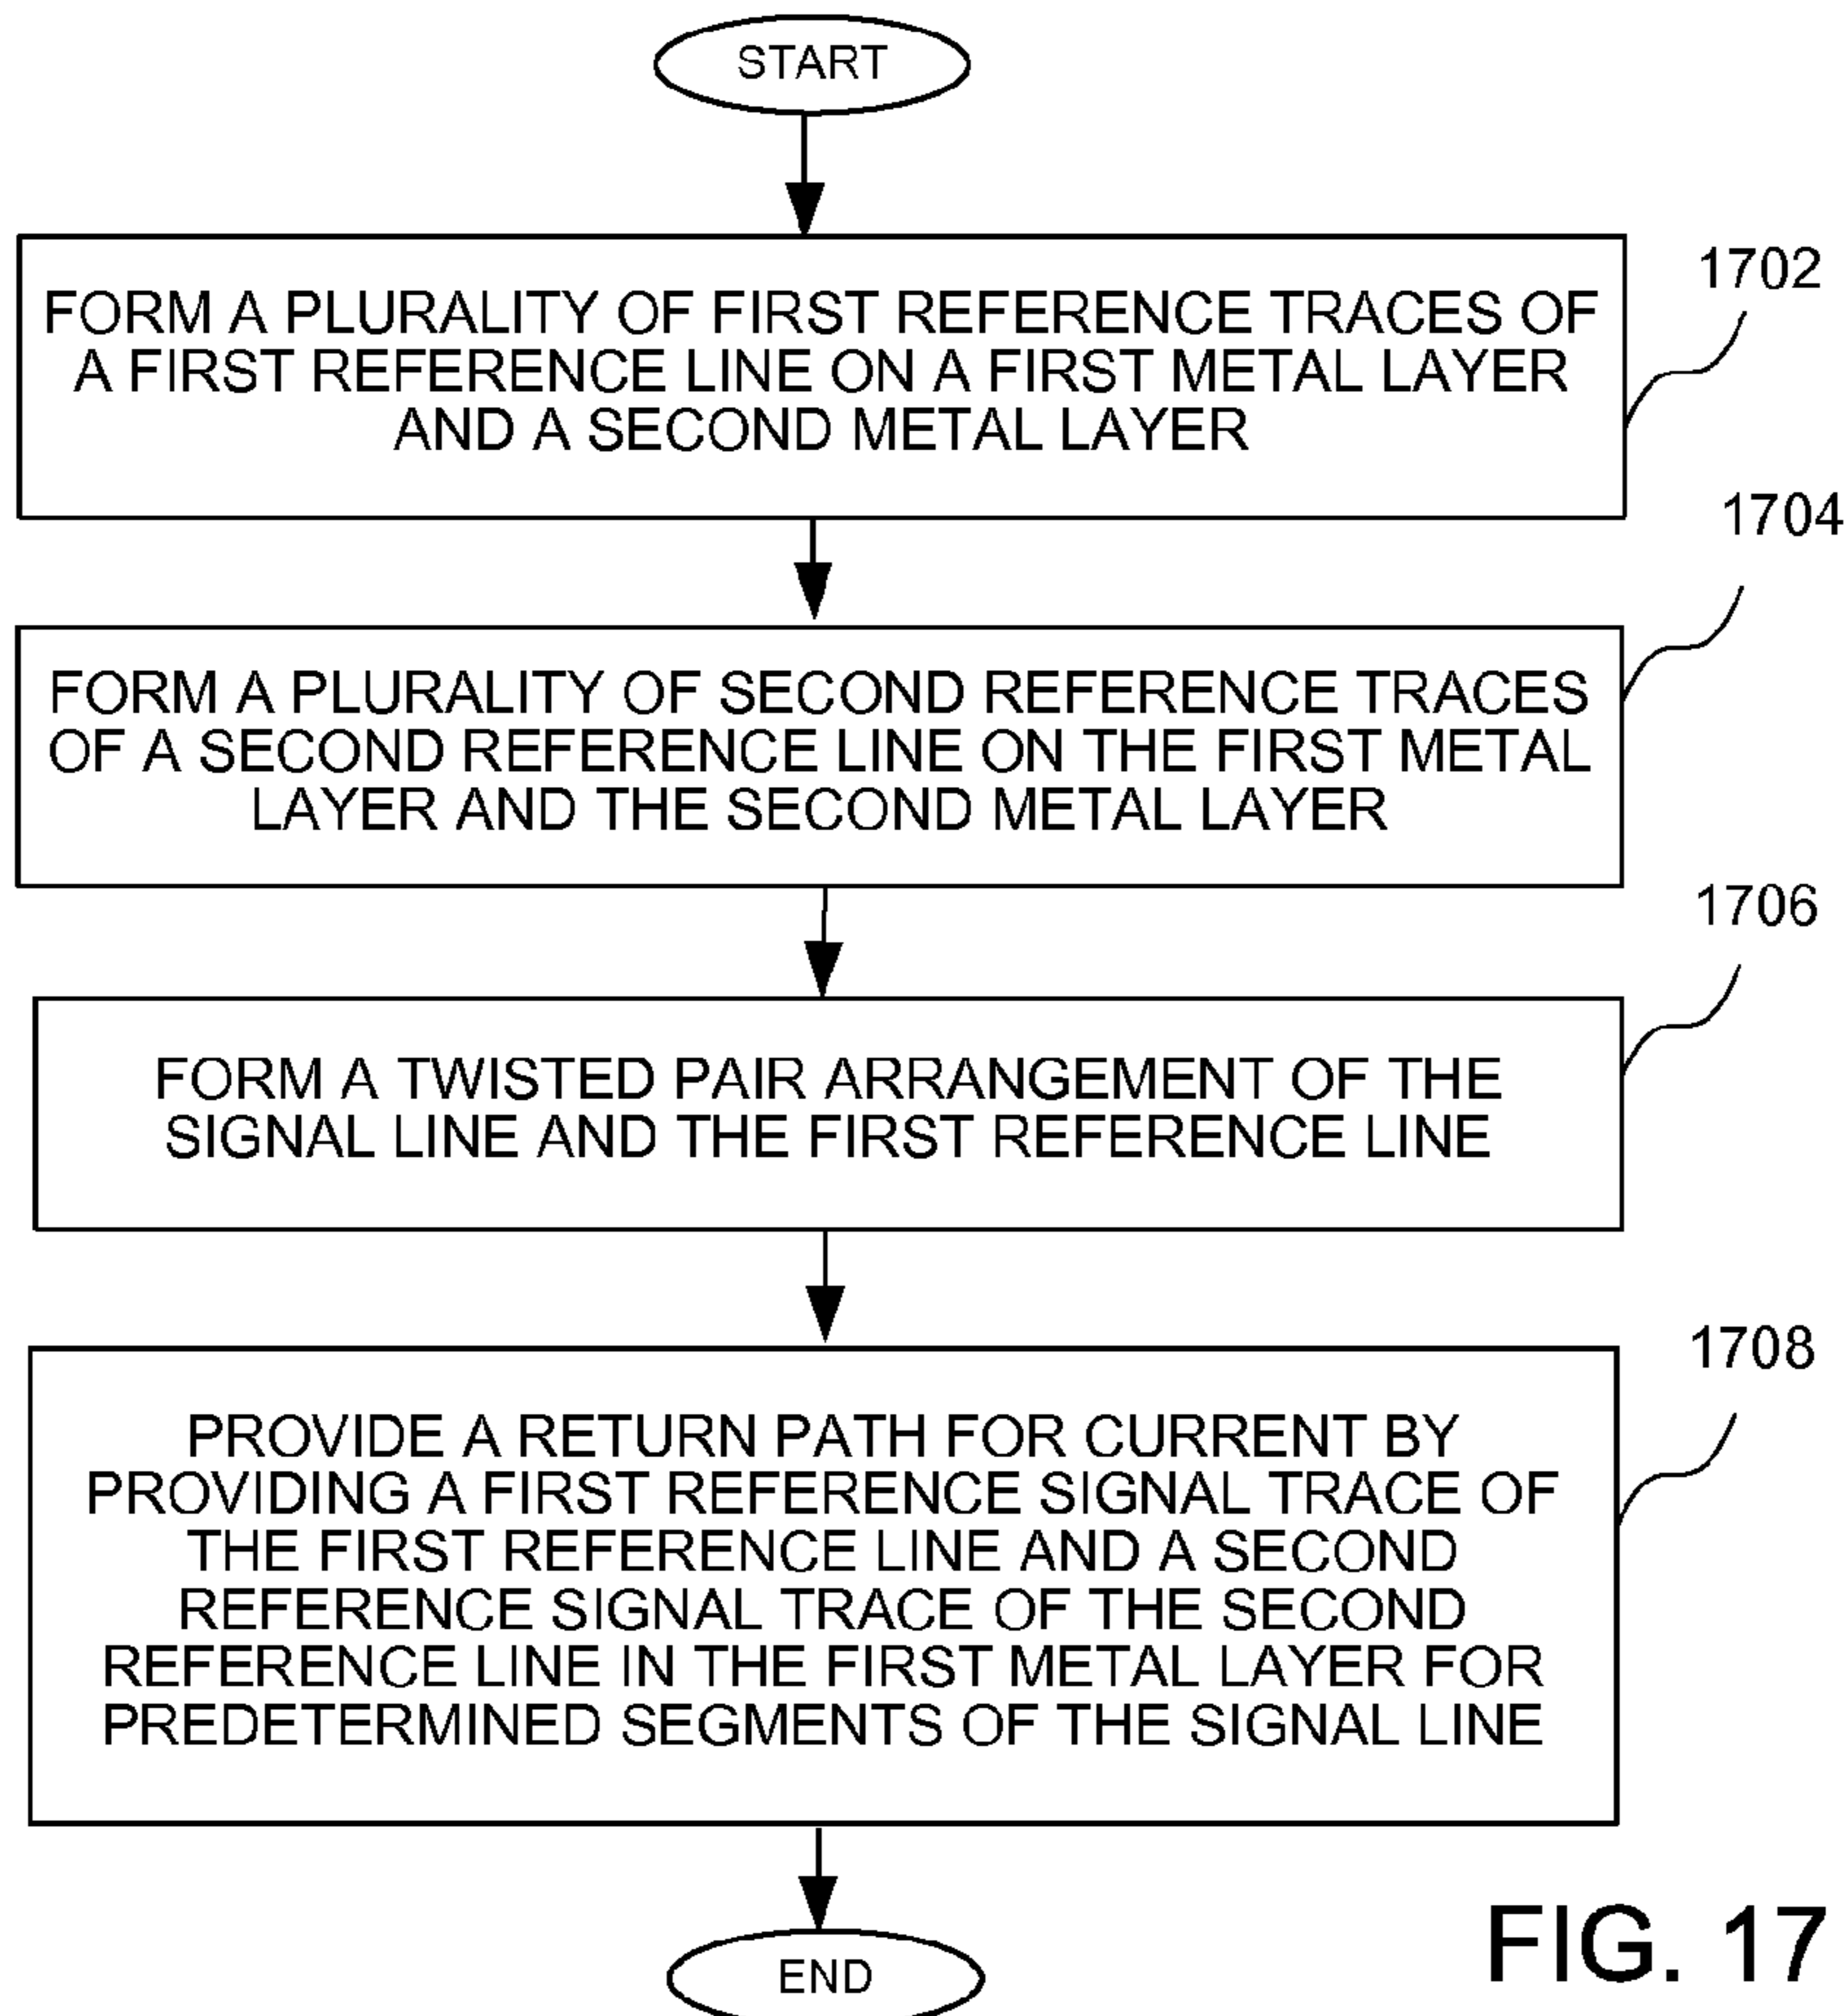 START
1702
FORM A PLURALITY OF FIRST REFERENCE TRACES OF
A FIRST REFERENCE LINE ON A FIRST METAL LAYER
AND A SECOND METAL LAYER
1704
FORM A PLURALITY OF SECOND REFERENCE TRACES
OF A SECOND REFERENCE LINE ON THE FIRST METAL
LAYER AND THE SECOND METAL LAYER
1706
FORM A TWISTED PAIR ARRANGEMENT OF THE
SIGNAL LINE AND THE FIRST REFERENCE LINE
1708
PROVIDE A RETURN PATH FOR CURRENT BY
PROVIDING A FIRST REFERENCE SIGNAL TRACE OF
THE FIRST REFERENCE LINE AND A SECOND
REFERENCE SIGNAL TRACE OF THE SECOND
REFERENCE LINE IN THE FIRST METAL LAYER FOR
PREDETERMINED SEGMENTS OF THE SIGNAL LINE
END
FIG. 17